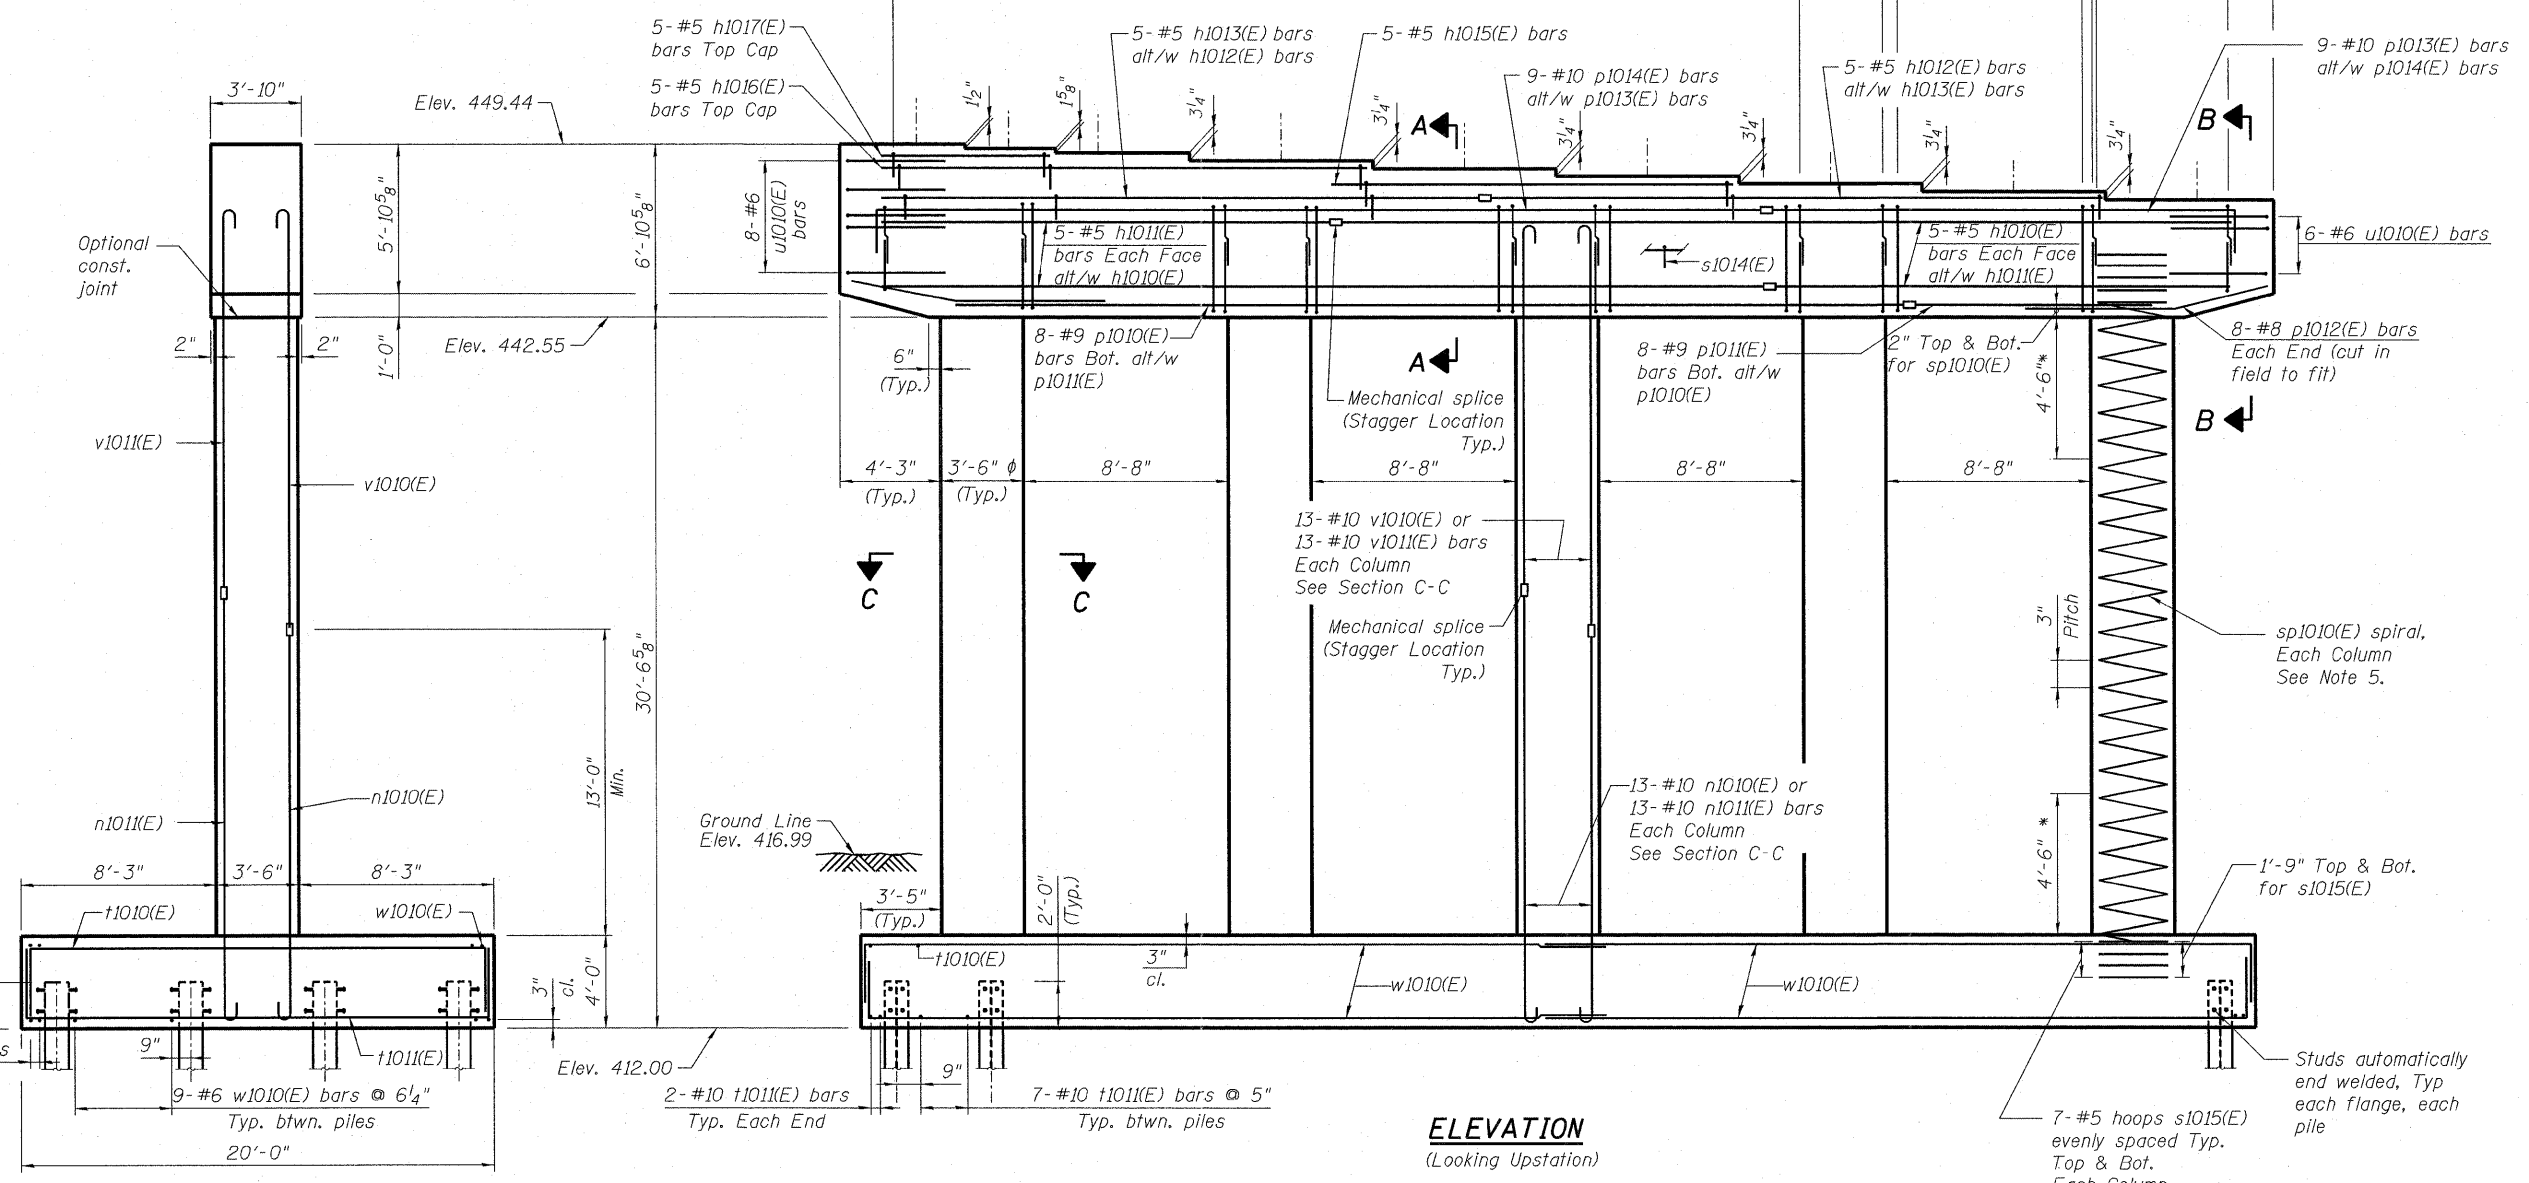 5-#5 h1017(E)
bars Top Cap
5-#5 h1016(E)
bars Top Cap
5-#5 h1013(E) bars
alt/w h1012(E) bars
5-#5 h1015(E) bars
9-#10 p1014(E) bars
alt/w p1013(E) bars
5-#5 h1012(E) bars
alt/w h1013(E) bars
9-#10 p1013(E) bars
alt/w p1014(E) bars
3'-10"
Elev. 449.44
1½"
1⅝"
3¼"
3¼"
3¼"
3¼"
3¼"
3¼"
A
B
5'-10⅝"
6'-10⅝"
8-#6
u1010(E)
bars
Optional
const.
joint
5-#5 h1011(E)
bars Each Face
alt/w h1010(E)
s1014(E)
5-#5 h1010(E)
bars Each Face
alt/w h1011(E)
6-#6 u1010(E) bars
2"
2"
1'-0"
Elev. 442.55
6"
(Typ.)
8-#9 p1010(E)
bars Bot. alt/w
p1011(E)
A
Mechanical splice
(Stagger Location
Typ.)
8-#9 p1011(E)
bars Bot. alt/w
p1010(E)
2" Top & Bot.
for sp1010(E)
4'-6"*
8-#8 p1012(E) bars
Each End (cut in
field to fit)
B
v1011(E)
v1010(E)
4'-3"
(Typ.)
3'-6" ϕ
(Typ.)
8'-8"
8'-8"
8'-8"
8'-8"
13-#10 v1010(E) or
13-#10 v1011(E) bars
Each Column
See Section C-C
C
C
Mechanical splice
(Stagger Location
Typ.)
3"
Pitch
sp1010(E) spiral,
Each Column
See Note 5.
30'-6⅝"
13'-0"
Min.
n1010(E)
n1011(E)
Ground Line
Elev. 416.99
13-#10 n1010(E) or
13-#10 n1011(E) bars
Each Column
See Section C-C
4'-6" *
1'-9" Top & Bot.
for s1015(E)
8'-3"
3'-6"
8'-3"
3'-5"
(Typ.)
2'-0"
(Typ.)
t1010(E)
w1010(E)
t1010(E)
3"
cl.
w1010(E)
w1010(E)
3"
cl.
4'-0"
s
9"
t1011(E)
Elev. 412.00
9-#6 w1010(E) bars @ 6¼"
Typ. btwn. piles
20'-0"
2-#10 t1011(E) bars
Typ. Each End
9"
7-#10 t1011(E) bars @ 5"
Typ. btwn. piles
Studs automatically
end welded, Typ
each flange, each
pile
7-#5 hoops s1015(E)
evenly spaced Typ.
Top & Bot.
Each Column
ELEVATION
(Looking Upstation)